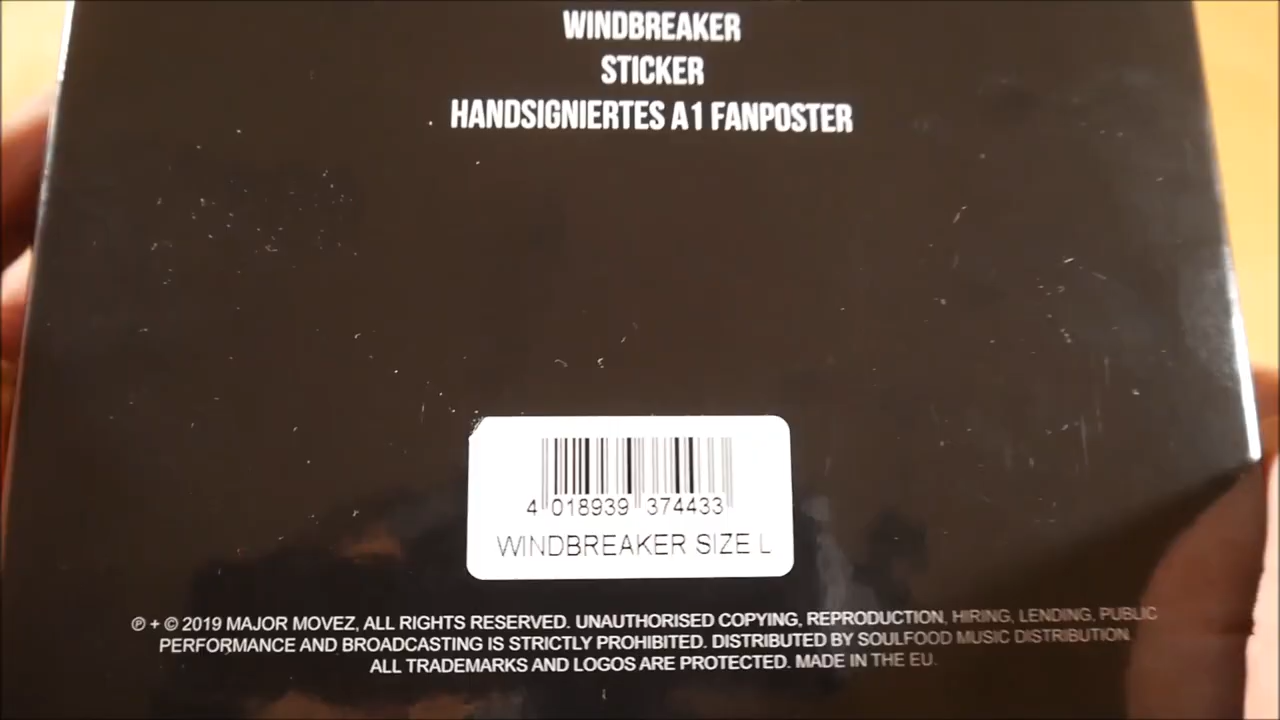 WINDBREAKER
STICKER
HANDSIGNIERTES A1 FANPOSTER
4 018939 374433
WINDBREAKER SIZE L
℗ + © 2019 MAJOR MOVEZ, ALL RIGHTS RESERVED. UNAUTHORISED COPYING, REPRODUCTION, HIRING, LENDING, PUBLIC
PERFORMANCE AND BROADCASTING IS STRICTLY PROHIBITED. DISTRIBUTED BY SOULFOOD MUSIC DISTRIBUTION.
ALL TRADEMARKS AND LOGOS ARE PROTECTED. MADE IN THE EU.